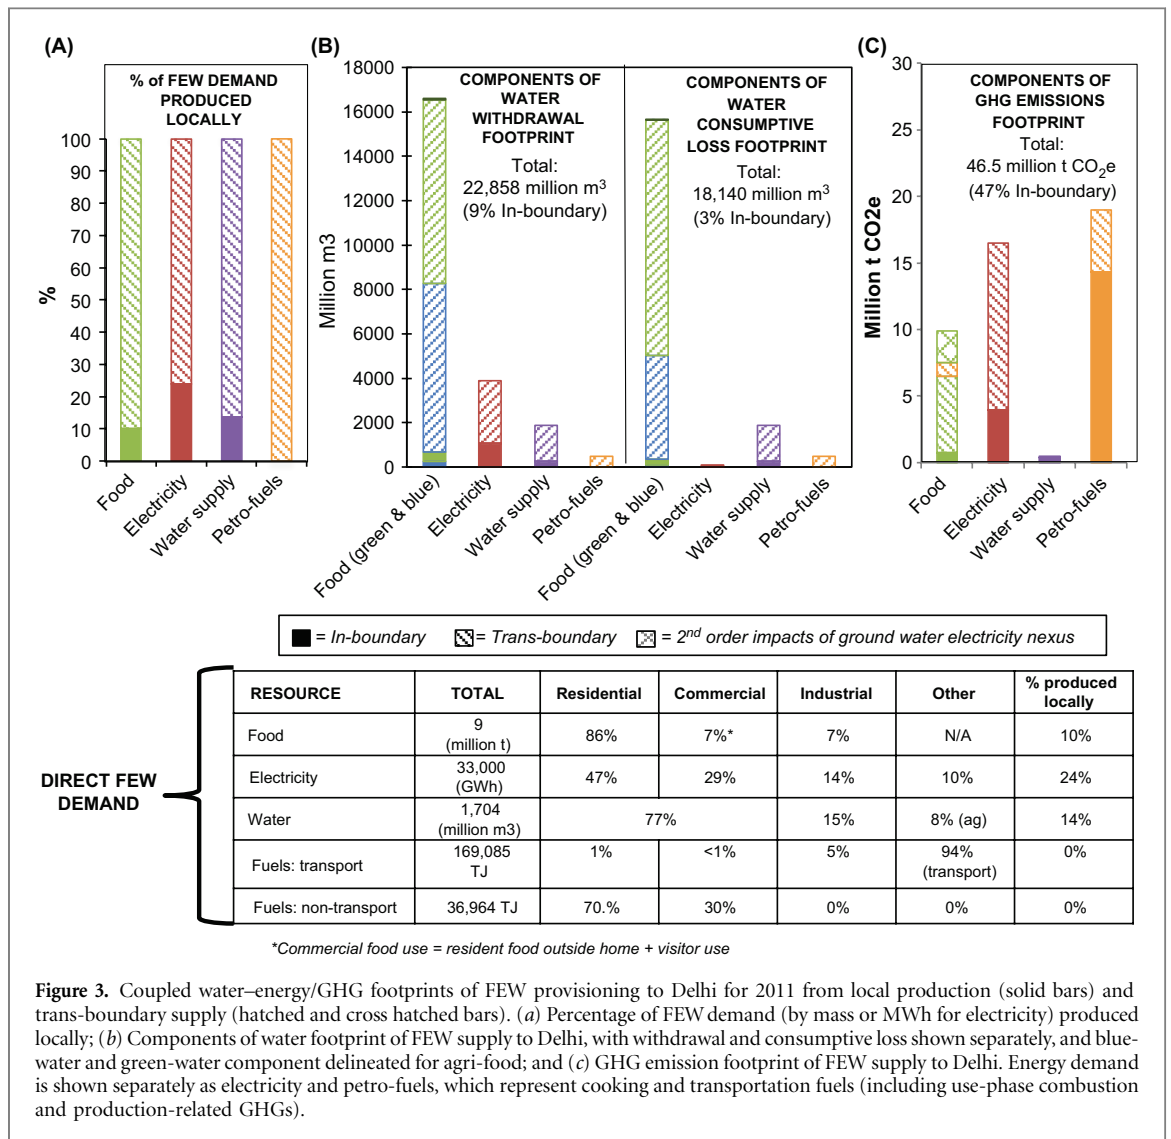 (A)
% of FEW DEMAND
PRODUCED
LOCALLY
100
90
80
70
60
50
40
30
20
10
0
%
Food
Electricity
Water supply
Petro-fuels
(B)
18000
16000
14000
12000
10000
8000
6000
4000
2000
0
Million m3
COMPONENTS OF
WATER
WITHDRAWAL
FOOTPRINT
Total:
22,858 million m³
(9% In-boundary)
COMPONENTS OF
WATER
CONSUMPTIVE
LOSS FOOTPRINT
Total:
18,140 million m³
(3% In-boundary)
Food (green & blue)
Electricity
Water supply
Petro-fuels
Food (green & blue)
Electricity
Water supply
Petro-fuels
(C)
30
25
20
15
10
5
0
Million t CO2e
COMPONENTS OF
GHG EMISSIONS
FOOTPRINT
Total:
46.5 million t CO₂e
(47% In-boundary)
Food
Electricity
Water supply
Petro-fuels
= In-boundary = Trans-boundary = 2nd order impacts of ground water electricity nexus
DIRECT FEW
DEMAND
RESOURCE TOTAL Residential Commercial Industrial Other % produced locally
Food 9 (million t) 86% 7%* 7% N/A 10%
Electricity 33,000 (GWh) 47% 29% 14% 10% 24%
Water 1,704 (million m3) 77% 15% 8% (ag) 14%
Fuels: transport 169,085 TJ 1% <1% 5% 94% (transport) 0%
Fuels: non-transport 36,964 TJ 70.% 30% 0% 0% 0%
*Commercial food use = resident food outside home + visitor use
Figure 3. Coupled water–energy/GHG footprints of FEW provisioning to Delhi for 2011 from local production (solid bars) and
trans-boundary supply (hatched and cross hatched bars). (a) Percentage of FEW demand (by mass or MWh for electricity) produced
locally; (b) Components of water footprint of FEW supply to Delhi, with withdrawal and consumptive loss shown separately, and blue-
water and green-water component delineated for agri-food; and (c) GHG emission footprint of FEW supply to Delhi. Energy demand
is shown separately as electricity and petro-fuels, which represent cooking and transportation fuels (including use-phase combustion
and production-related GHGs).